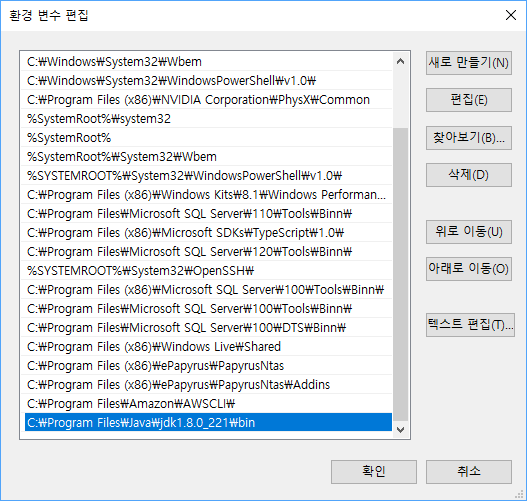 환경 변수 편집
C:₩Windows₩System32₩Wbem
C:₩Windows₩System32₩WindowsPowerShell₩v1.0₩
C:₩Program Files (x86)₩NVIDIA Corporation₩PhysX₩Common
%SystemRoot%₩system32
%SystemRoot%
%SystemRoot%₩System32₩Wbem
%SYSTEMROOT%₩System32₩WindowsPowerShell₩v1.0₩
C:₩Program Files (x86)₩Windows Kits₩8.1₩Windows Performan...
C:₩Program Files₩Microsoft SQL Server₩110₩Tools₩Binn₩
C:₩Program Files (x86)₩Microsoft SDKs₩TypeScript₩1.0₩
C:₩Program Files₩Microsoft SQL Server₩120₩Tools₩Binn₩
%SYSTEMROOT%₩System32₩OpenSSH₩
C:₩Program Files (x86)₩Microsoft SQL Server₩100₩Tools₩Binn₩
C:₩Program Files₩Microsoft SQL Server₩100₩Tools₩Binn₩
C:₩Program Files₩Microsoft SQL Server₩100₩DTS₩Binn₩
C:₩Program Files (x86)₩Windows Live₩Shared
C:₩Program Files (x86)₩ePapyrus₩PapyrusNtas
C:₩Program Files (x86)₩ePapyrus₩PapyrusNtas₩Addins
C:₩Program Files₩Amazon₩AWSCLI₩
C:₩Program Files₩Java₩jdk1.8.0_221₩bin
새로 만들기(N)
편집(E)
찾아보기(B)...
삭제(D)
위로 이동(U)
아래로 이동(O)
텍스트 편집(T)...
확인
취소